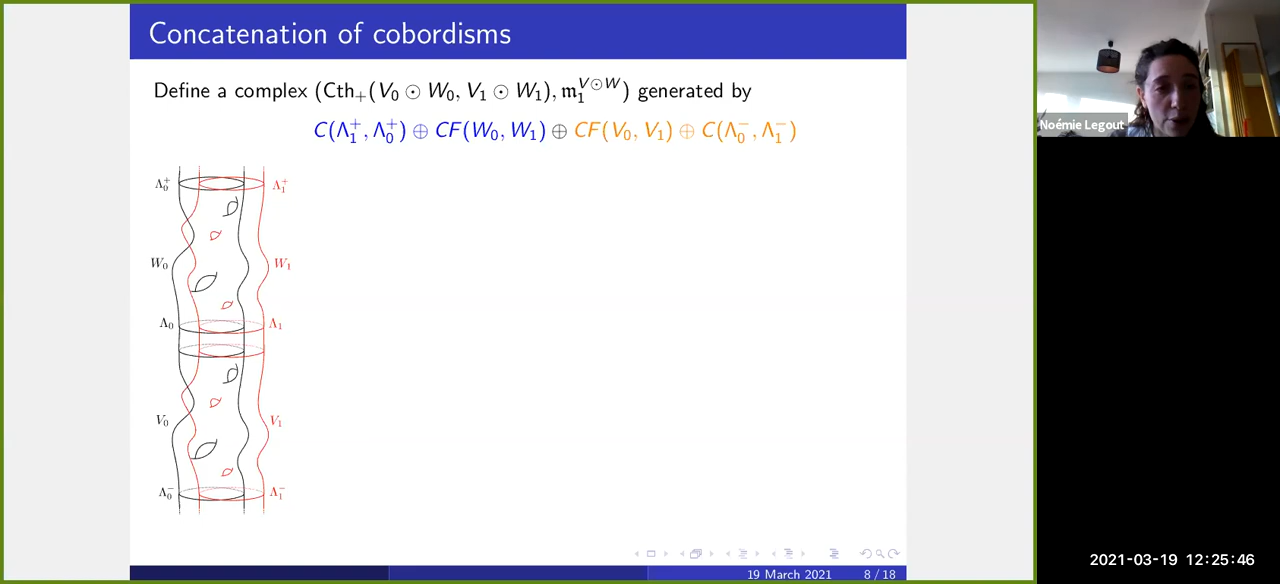 Concatenation of cobordisms
Define a complex (Cth₊(V₀ ⊙ W₀, V₁ ⊙ W₁), 𝔪₁^{V⊙W}) generated by
C(Λ₁⁺, Λ₀⁺) ⊕ CF(W₀, W₁) ⊕ CF(V₀, V₁) ⊕ C(Λ₀⁻, Λ₁⁻)
Λ₀⁺ Λ₁⁺
W₀ W₁
Λ₀ Λ₁
V₀ V₁
Λ₀⁻ Λ₁⁻
19 March 2021 8 / 18
Noémie Legout
2021-03-19 12:25:46